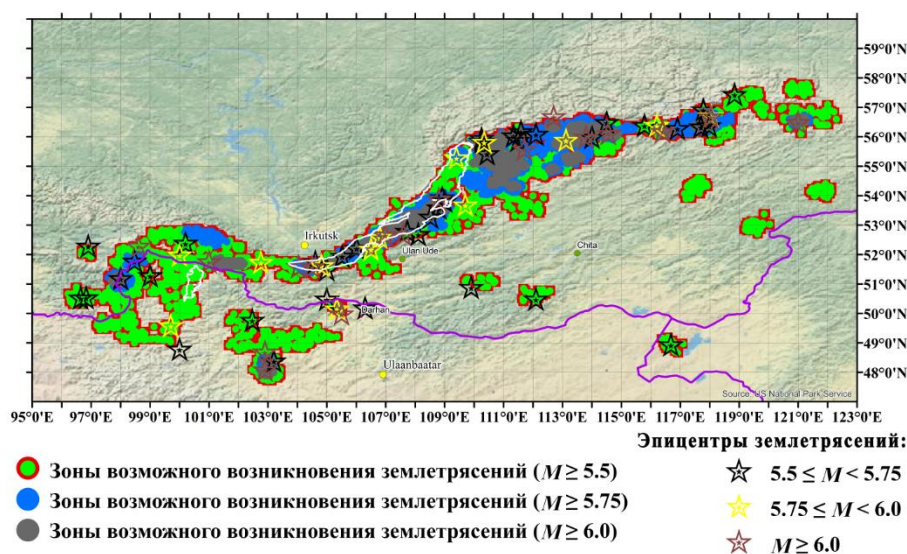 59°0'N
58°0'N
57°0'N
56°0'N
55°0'N
54°0'N
53°0'N
52°0'N
51°0'N
50°0'N
49°0'N
48°0'N
Irkutsk
Ulan Ude
Chita
Darhan
Ulaanbaatar
Source: US National Park Service
95°0'E 97°0'E 99°0'E 101°0'E 103°0'E 105°0'E 107°0'E 109°0'E 111°0'E 113°0'E 115°0'E 117°0'E 119°0'E 121°0'E 123°0'E
Эпицентры землетрясений:
Зоны возможного возникновения землетрясений (M ≥ 5.5)
5.5 ≤ M < 5.75
Зоны возможного возникновения землетрясений (M ≥ 5.75)
5.75 ≤ M < 6.0
Зоны возможного возникновения землетрясений (M ≥ 6.0)
M ≥ 6.0